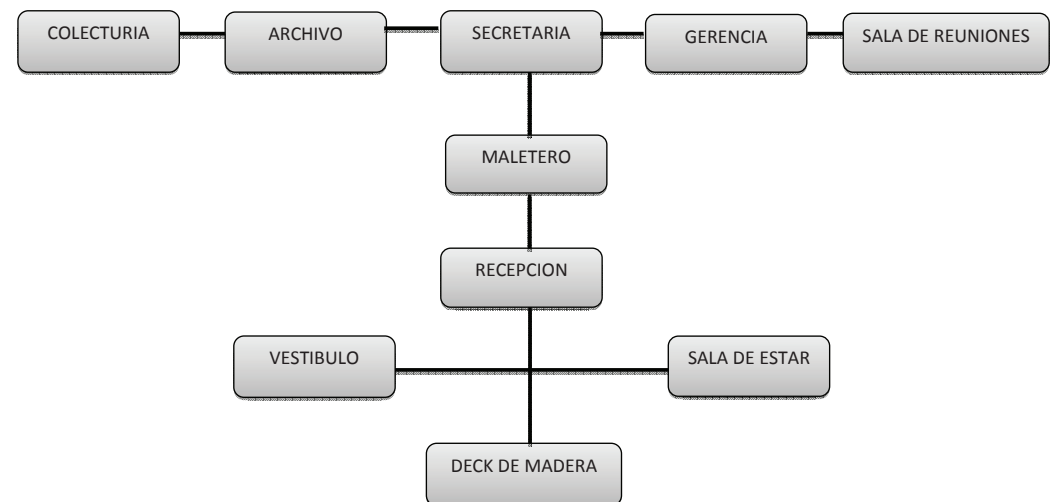 COLECTURIA
ARCHIVO
SECRETARIA
GERENCIA
SALA DE REUNIONES
MALETERO
RECEPCION
VESTIBULO
SALA DE ESTAR
DECK DE MADERA